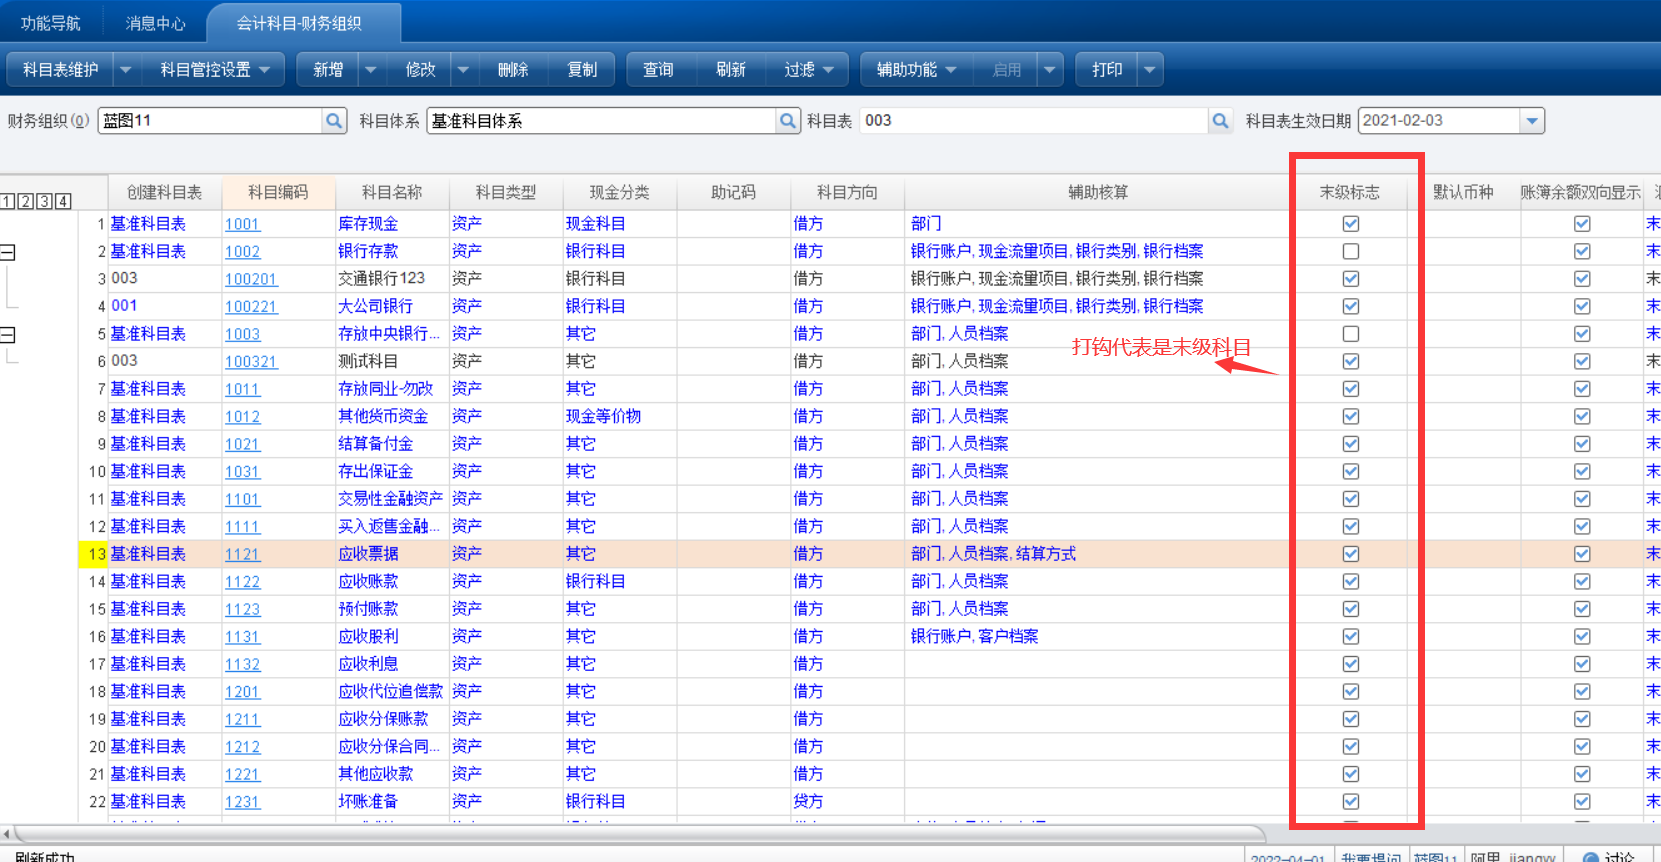 功能导航 消息中心 会计科目-财务组织
科目表维护 科目管控设置 新增 修改 删除 复制 查询 刷新 过滤 辅助功能 启用 打印
财务组织(O) 蓝图11 科目体系 基准科目体系 科目表 003 科目表生效日期 2021-02-03
1 2 3 4 创建科目表 科目编码 科目名称 科目类型 现金分类 助记码 科目方向 辅助核算 末级标志 默认币种 账簿余额双向显示
1 基准科目表 1001 库存现金 资产 现金科目 借方 部门 末
2 基准科目表 1002 银行存款 资产 银行科目 借方 银行账户,现金流量项目,银行类别,银行档案 末
3 003 100201 交通银行123 资产 银行科目 借方 银行账户,现金流量项目,银行类别,银行档案 末
4 001 100221 大公司银行 资产 银行科目 借方 银行账户,现金流量项目,银行类别,银行档案 末
5 基准科目表 1003 存放中央银行... 资产 其它 借方 部门,人员档案 末
打钩代表是末级科目
6 003 100321 测试科目 资产 其它 借方 部门,人员档案 末
7 基准科目表 1011 存放同业-勿改 资产 其它 借方 部门,人员档案 末
8 基准科目表 1012 其他货币资金 资产 现金等价物 借方 部门,人员档案 末
9 基准科目表 1021 结算备付金 资产 其它 借方 部门,人员档案 末
10 基准科目表 1031 存出保证金 资产 其它 借方 部门,人员档案 末
11 基准科目表 1101 交易性金融资产 资产 其它 借方 部门,人员档案 末
12 基准科目表 1111 买入返售金融... 资产 其它 借方 部门,人员档案 末
13 基准科目表 1121 应收票据 资产 其它 借方 部门,人员档案,结算方式 末
14 基准科目表 1122 应收账款 资产 银行科目 借方 部门,人员档案 末
15 基准科目表 1123 预付账款 资产 其它 借方 部门,人员档案 末
16 基准科目表 1131 应收股利 资产 其它 借方 银行账户,客户档案 末
17 基准科目表 1132 应收利息 资产 其它 借方 末
18 基准科目表 1201 应收代位追偿款 资产 其它 借方 末
19 基准科目表 1211 应收分保账款 资产 其它 借方 末
20 基准科目表 1212 应收分保合同... 资产 其它 借方 末
21 基准科目表 1221 其他应收款 资产 其它 借方 末
22 基准科目表 1231 坏账准备 资产 银行科目 贷方 末
刷新成功 2022-04-01 我要提问 蓝图11 阿里 jiangyy 讨论